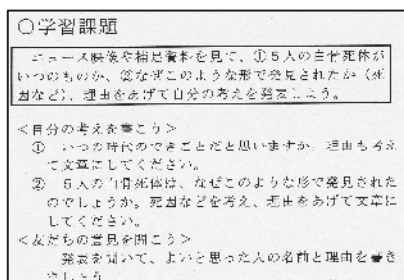 ○学習課題
ニュース映像や補足資料を見て、①5人の白骨死体が
いつのものか、②なぜこのような形で発見されたか（死
因など）、理由をあげて自分の考えを発表しよう。
＜自分の考えを書こう＞
① いつの時代のできごとだと思いますか。理由も考え
て文章にしてください。
② 5人の白骨死体は、なぜこのような形で発見された
のでしょうか。死因などを考え、理由をあげて文章に
してください。
＜友だちの意見を聞こう＞
発表を聞いて、よいと思った人の名前と理由を書き
ましょう